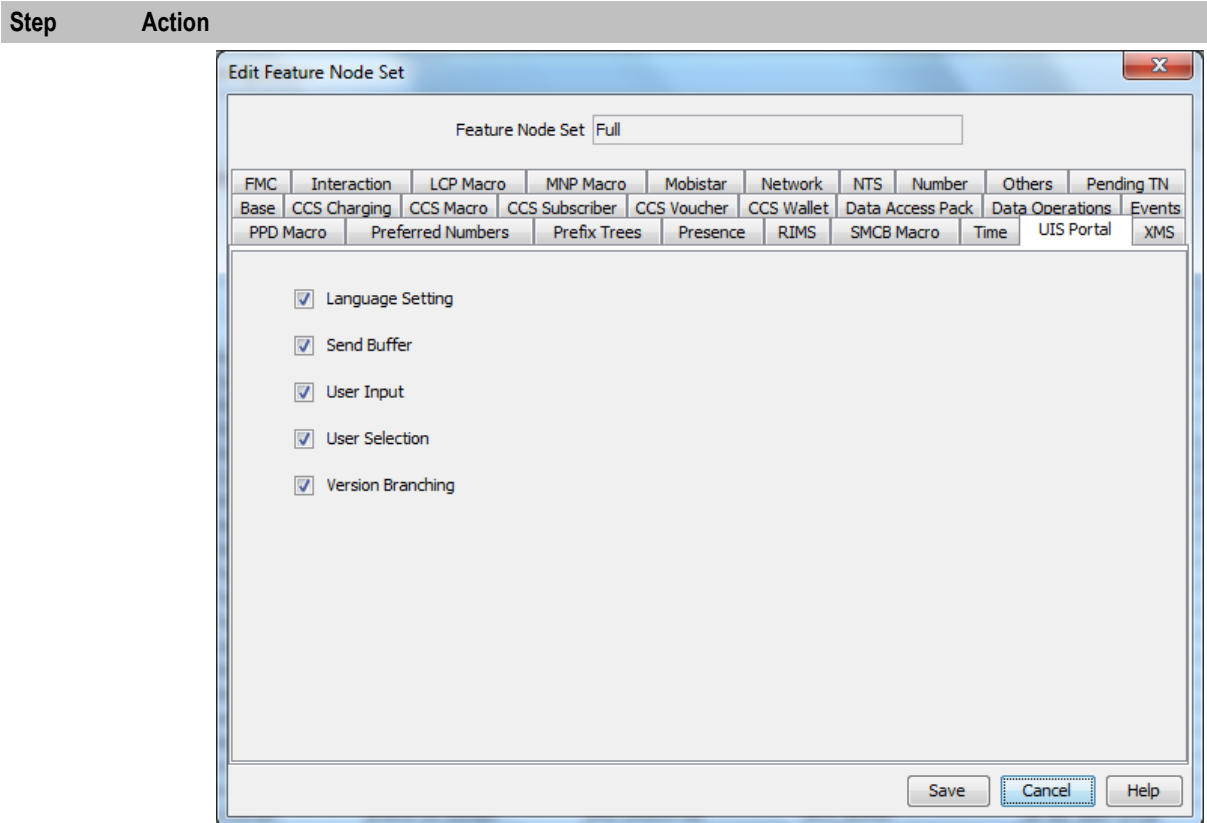 Step Action
Edit Feature Node Set
Feature Node Set Full
FMC Interaction LCP Macro MNP Macro Mobistar Network NTS Number Others Pending TN
Base CCS Charging CCS Macro CCS Subscriber CCS Voucher CCS Wallet Data Access Pack Data Operations Events
PPD Macro Preferred Numbers Prefix Trees Presence RIMS SMCB Macro Time UIS Portal XMS
Language Setting
Send Buffer
User Input
User Selection
Version Branching
Save Cancel Help